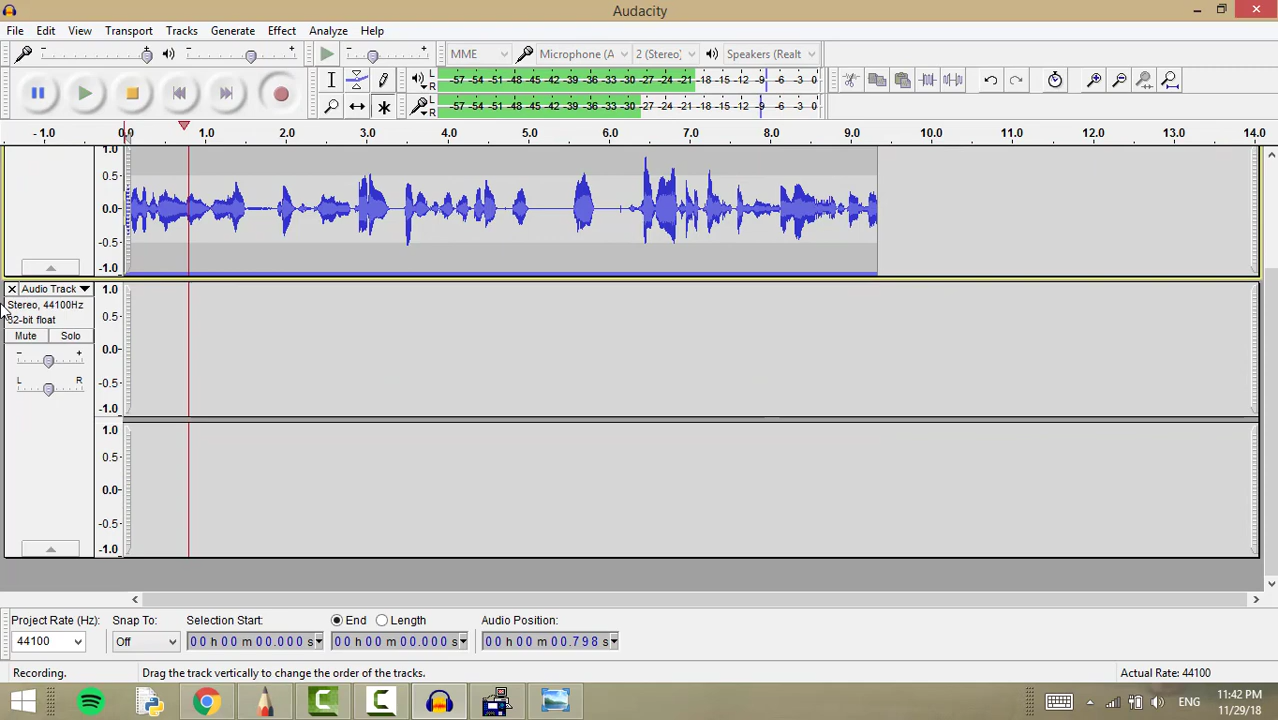 Audacity
File Edit View Transport Tracks Generate Effect Analyze Help
MME Microphone (A 2 (Stereo) Speakers (Realt
L R -57 -54 -51 -48 -45 -42 -39 -36 -33 -30 -27 -24 -21 -18 -15 -12 -9 -6 -3 0
L R -57 -54 -51 -48 -45 -42 -39 -36 -33 -30 -27 -24 -21 -18 -15 -12 -9 -6 -3 0
- 1.0 0.0 1.0 2.0 3.0 4.0 5.0 6.0 7.0 8.0 9.0 10.0 11.0 12.0 13.0 14.0
1.0
0.5
0.0
-0.5
-1.0
Audio Track 1.0
Stereo, 44100Hz
32-bit float 0.5
Mute Solo
- + 0.0
L R -0.5
-1.0
1.0
0.5
0.0
-0.5
-1.0
Project Rate (Hz): Snap To: Selection Start: End Length Audio Position:
44100 Off 00 h 00 m 00.000 s 00 h 00 m 00.000 s 00 h 00 m 00.798 s
Recording. Drag the track vertically to change the order of the tracks. Actual Rate: 44100
ENG 11:42 PM
11/29/18